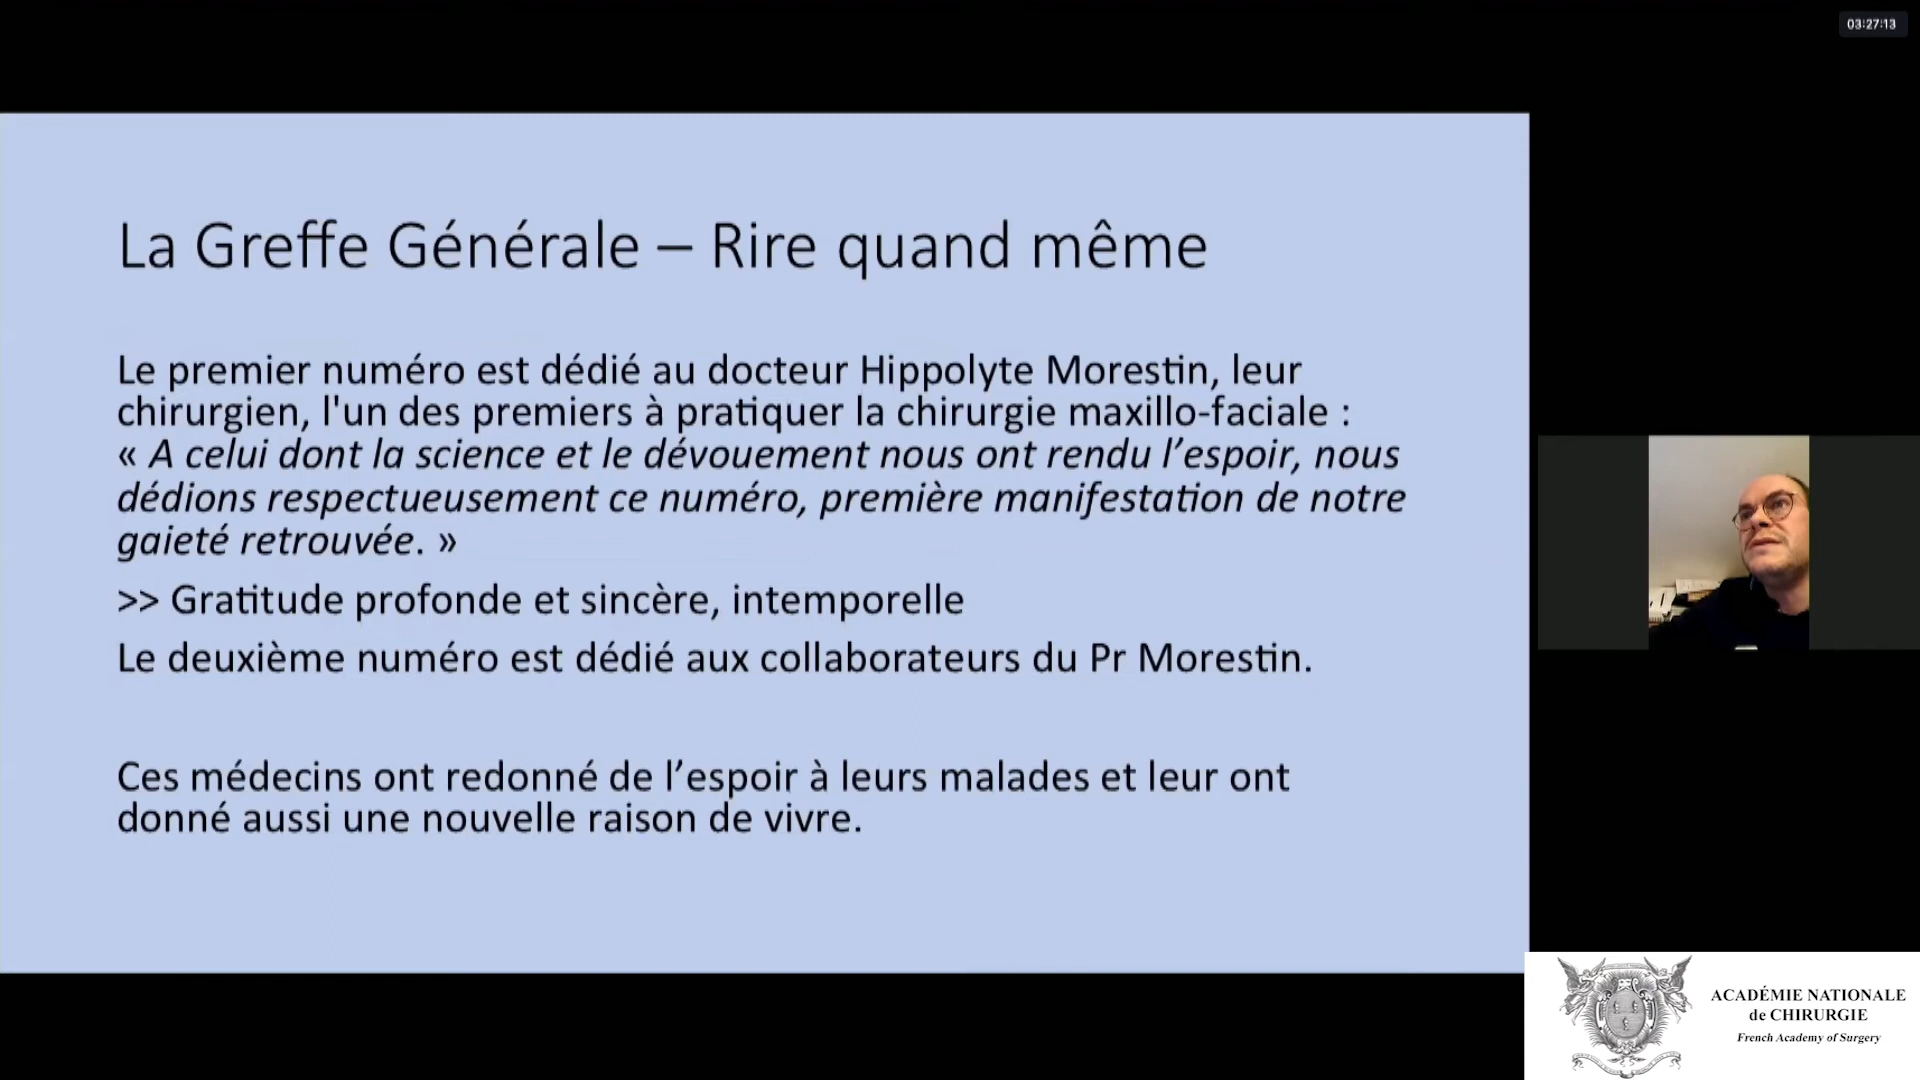 03:27:13
La Greffe Générale – Rire quand même
Le premier numéro est dédié au docteur Hippolyte Morestin, leur
chirurgien, l'un des premiers à pratiquer la chirurgie maxillo-faciale :
« A celui dont la science et le dévouement nous ont rendu l’espoir, nous
dédions respectueusement ce numéro, première manifestation de notre
gaieté retrouvée. »
>> Gratitude profonde et sincère, intemporelle
Le deuxième numéro est dédié aux collaborateurs du Pr Morestin.
Ces médecins ont redonné de l’espoir à leurs malades et leur ont
donné aussi une nouvelle raison de vivre.
ACADÉMIE NATIONALE
de CHIRURGIE
French Academy of Surgery